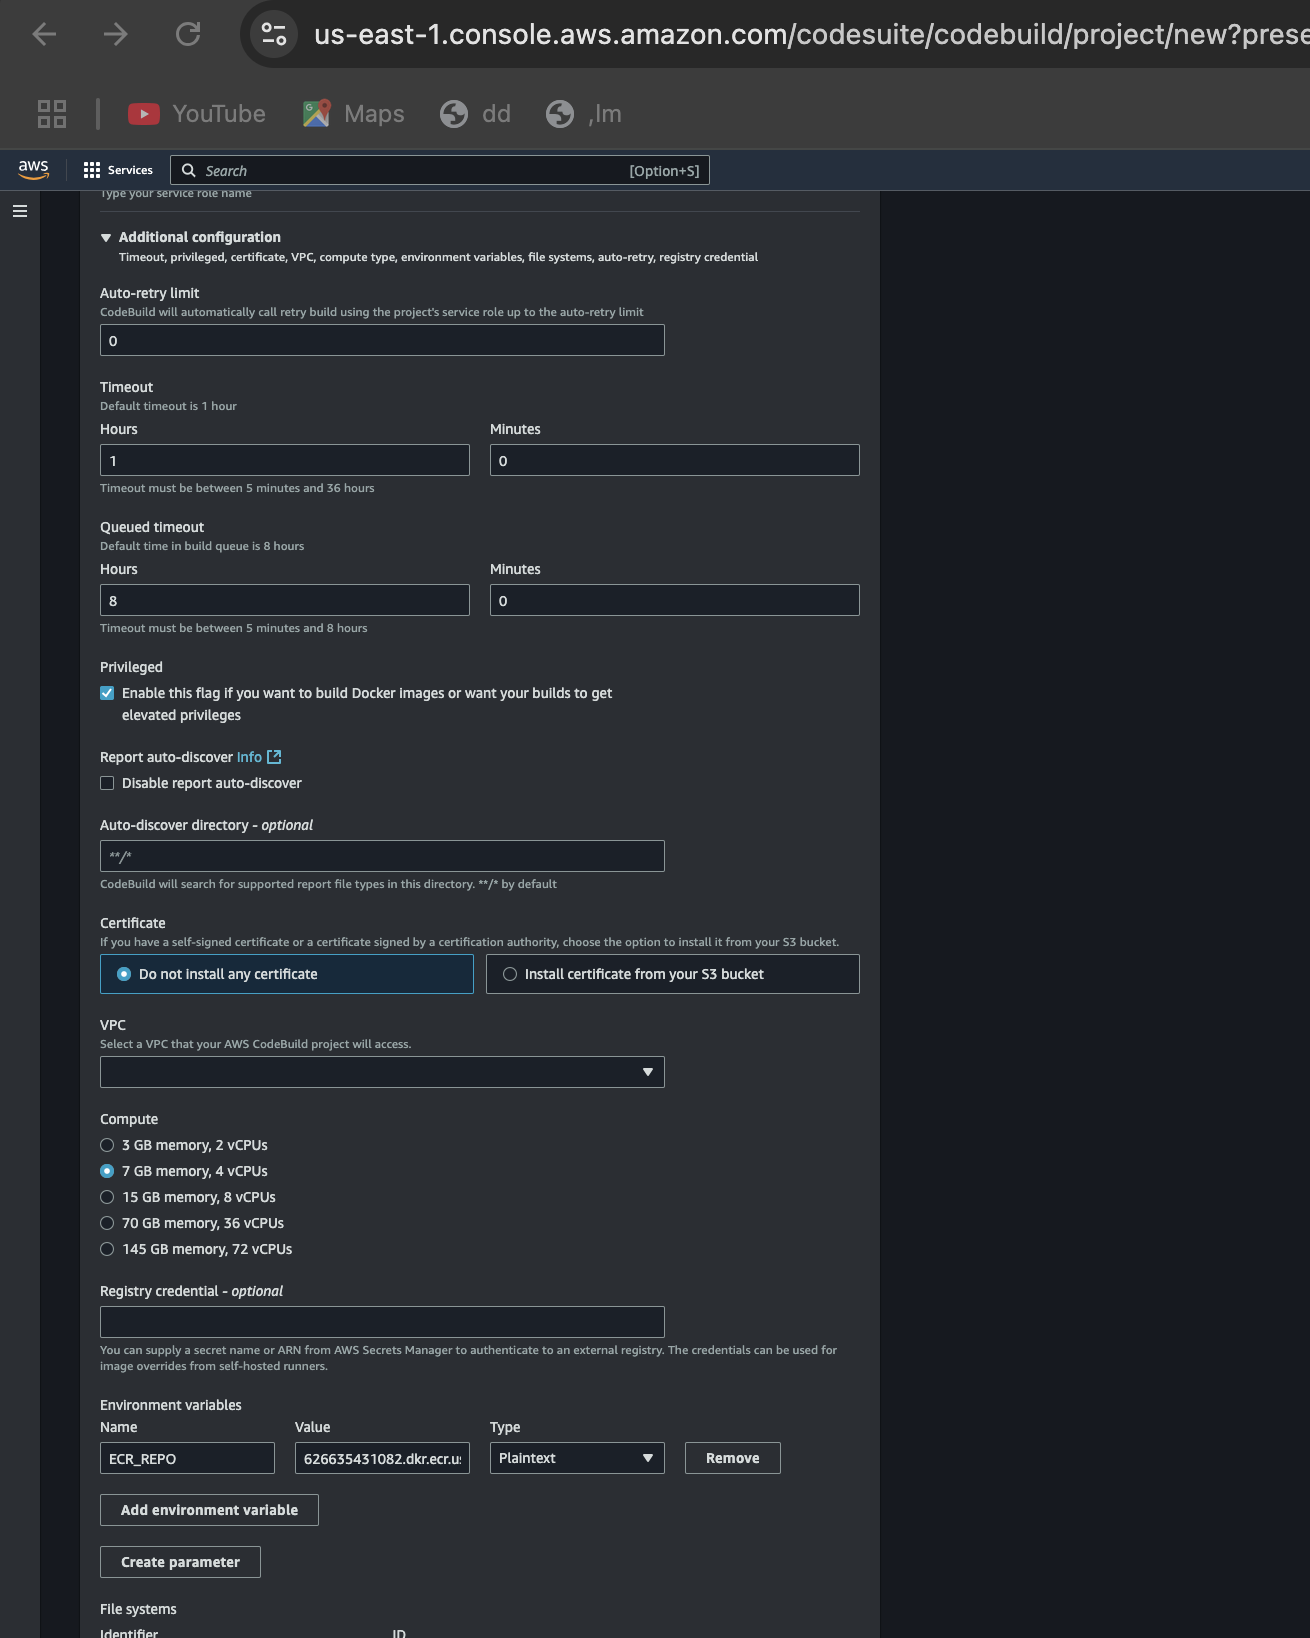 us-east-1.console.aws.amazon.com/codesuite/codebuild/project/new?prese
YouTube Maps dd ,lm
aws Services Search [Option+S]
Type your service role name
Additional configuration
Timeout, privileged, certificate, VPC, compute type, environment variables, file systems, auto-retry, registry credential
Auto-retry limit
CodeBuild will automatically call retry build using the project's service role up to the auto-retry limit
0
Timeout
Default timeout is 1 hour
Hours Minutes
1 0
Timeout must be between 5 minutes and 36 hours
Queued timeout
Default time in build queue is 8 hours
Hours Minutes
8 0
Timeout must be between 5 minutes and 8 hours
Privileged
Enable this flag if you want to build Docker images or want your builds to get
elevated privileges
Report auto-discover Info
Disable report auto-discover
Auto-discover directory - optional
**/*
CodeBuild will search for supported report file types in this directory. **/* by default
Certificate
If you have a self-signed certificate or a certificate signed by a certification authority, choose the option to install it from your S3 bucket.
Do not install any certificate Install certificate from your S3 bucket
VPC
Select a VPC that your AWS CodeBuild project will access.
Compute
3 GB memory, 2 vCPUs
7 GB memory, 4 vCPUs
15 GB memory, 8 vCPUs
70 GB memory, 36 vCPUs
145 GB memory, 72 vCPUs
Registry credential - optional
You can supply a secret name or ARN from AWS Secrets Manager to authenticate to an external registry. The credentials can be used for
image overrides from self-hosted runners.
Environment variables
Name Value Type
ECR_REPO 626635431082.dkr.ecr.u Plaintext Remove
Add environment variable
Create parameter
File systems
Identifier ID